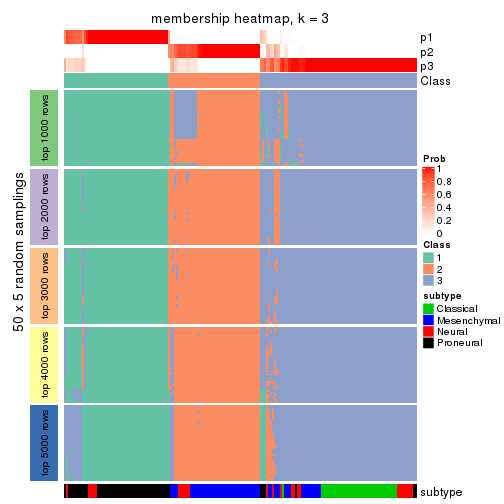 membership heatmap, k = 3
p1
p2
p3
Class
50 x 5 random samplings
top 1000 rows
top 2000 rows
top 3000 rows
top 4000 rows
top 5000 rows
Prob
1
0.8
0.6
0.4
0.2
0
Class
1
2
3
subtype
Classical
Mesenchymal
Neural
Proneural
subtype